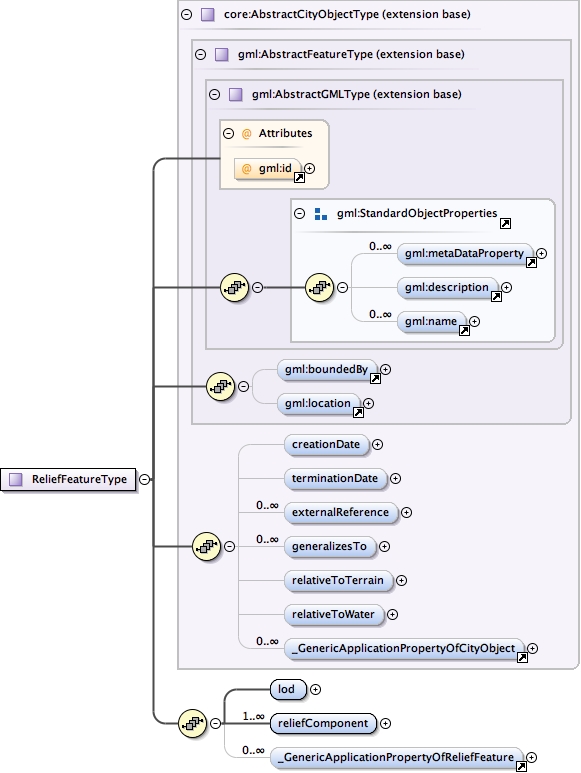 core:AbstractCityObjectType (extension base)
gml:AbstractFeatureType (extension base)
gml:AbstractGMLType (extension base)
@ Attributes
@ gml:id
gml:StandardObjectProperties
0..∞
gml:metaDataProperty
gml:description
0..∞
gml:name
gml:boundedBy
gml:location
creationDate
terminationDate
0..∞
externalReference
0..∞
generalizesTo
relativeToTerrain
relativeToWater
0..∞
_GenericApplicationPropertyOfCityObject
ReliefFeatureType
lod
1..∞
reliefComponent
0..∞
_GenericApplicationPropertyOfReliefFeature